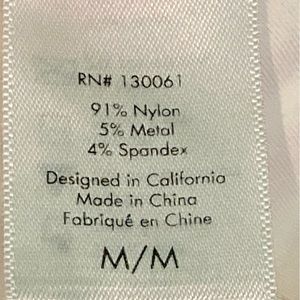 RN# 130061
91% Nylon
5% Metal
4% Spandex
Designed in California
Made in China
Fabriqué en Chine
M/M